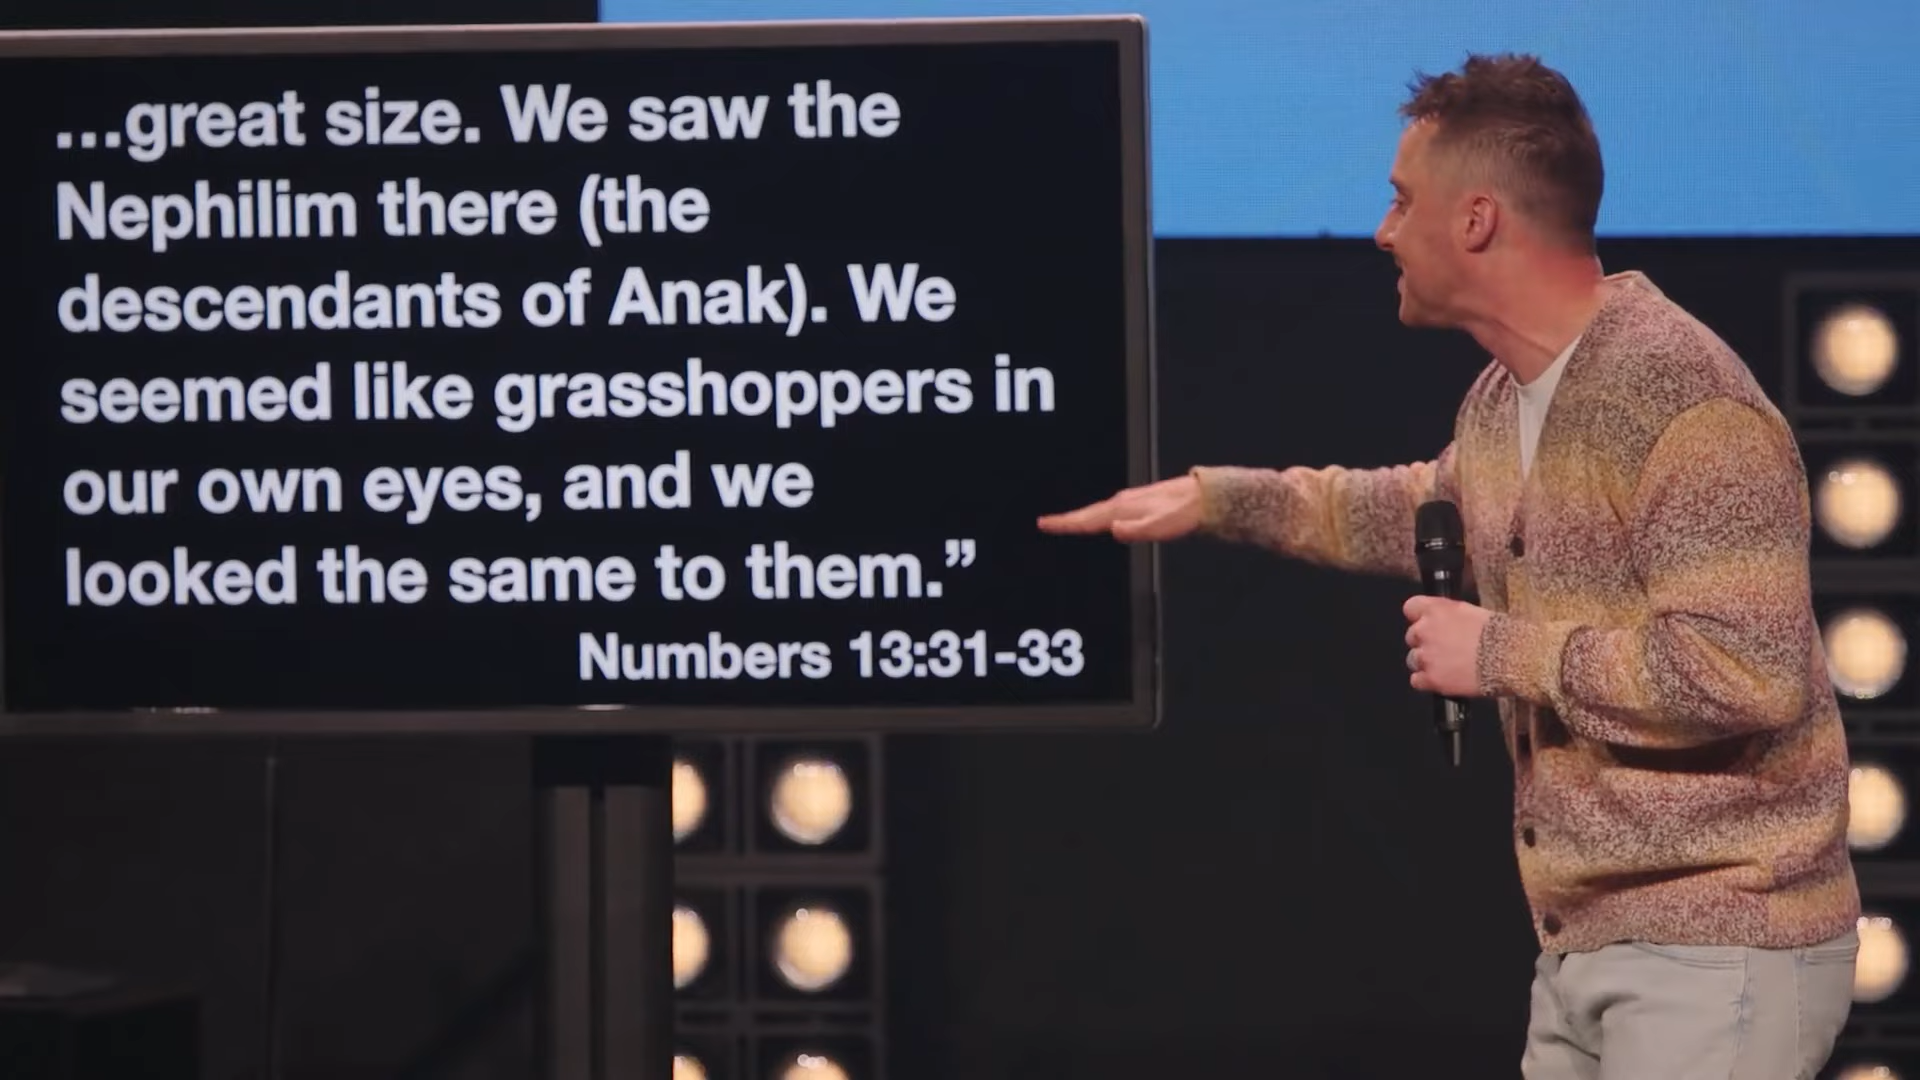 …great size. We saw the
Nephilim there (the
descendants of Anak). We
seemed like grasshoppers in
our own eyes, and we
looked the same to them.”
Numbers 13:31-33